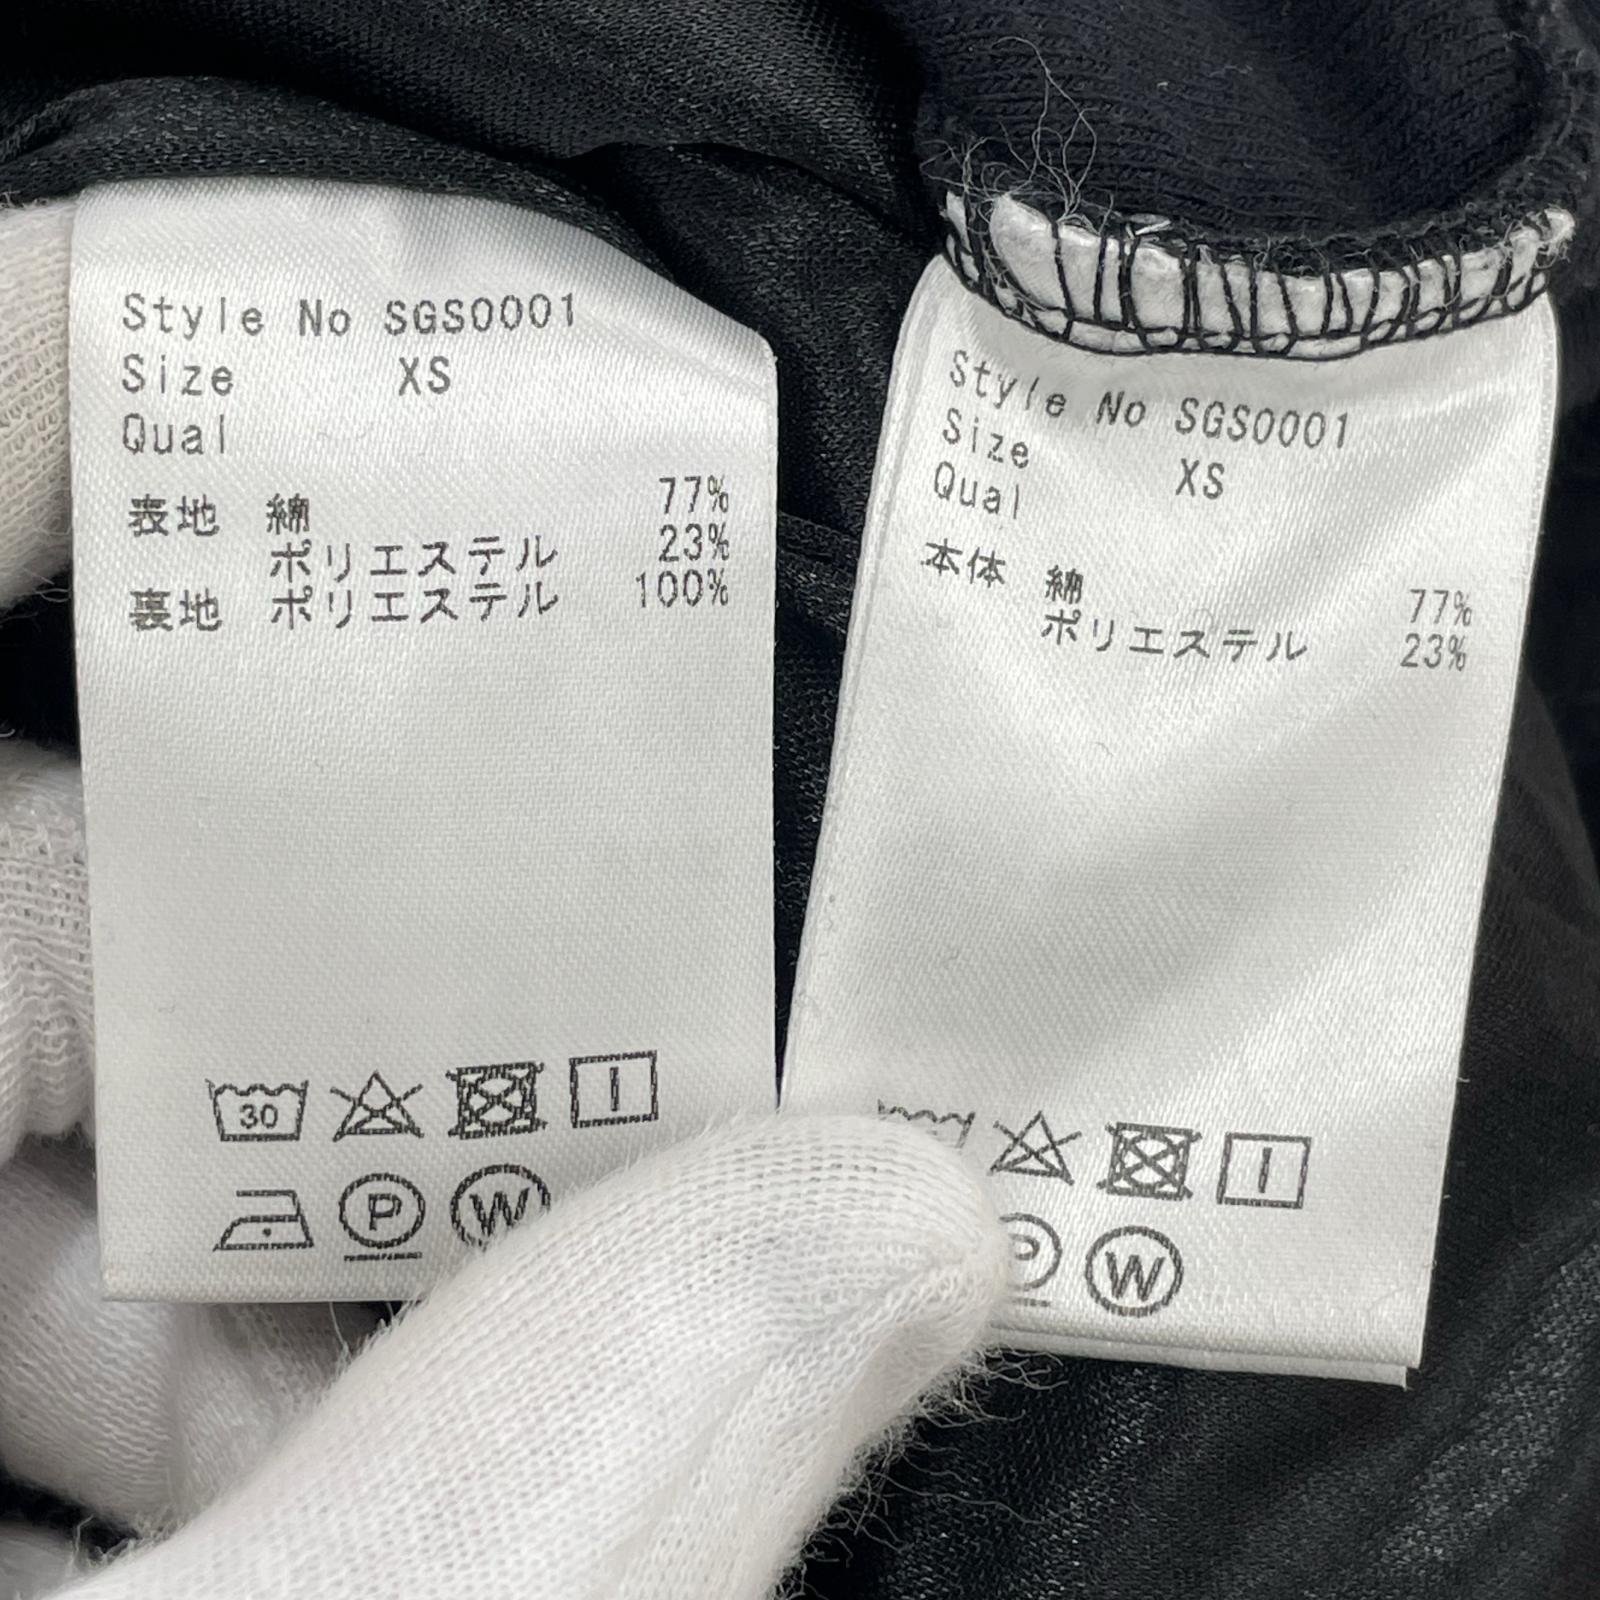 Style No SGS0001
Size XS
Qual
表地 綿 77%
ポリエステル 23%
裏地 ポリエステル 100%
30
P
W
Style No SGS0001
Size XS
Qual
本体 綿 77%
ポリエステル 23%
P
W